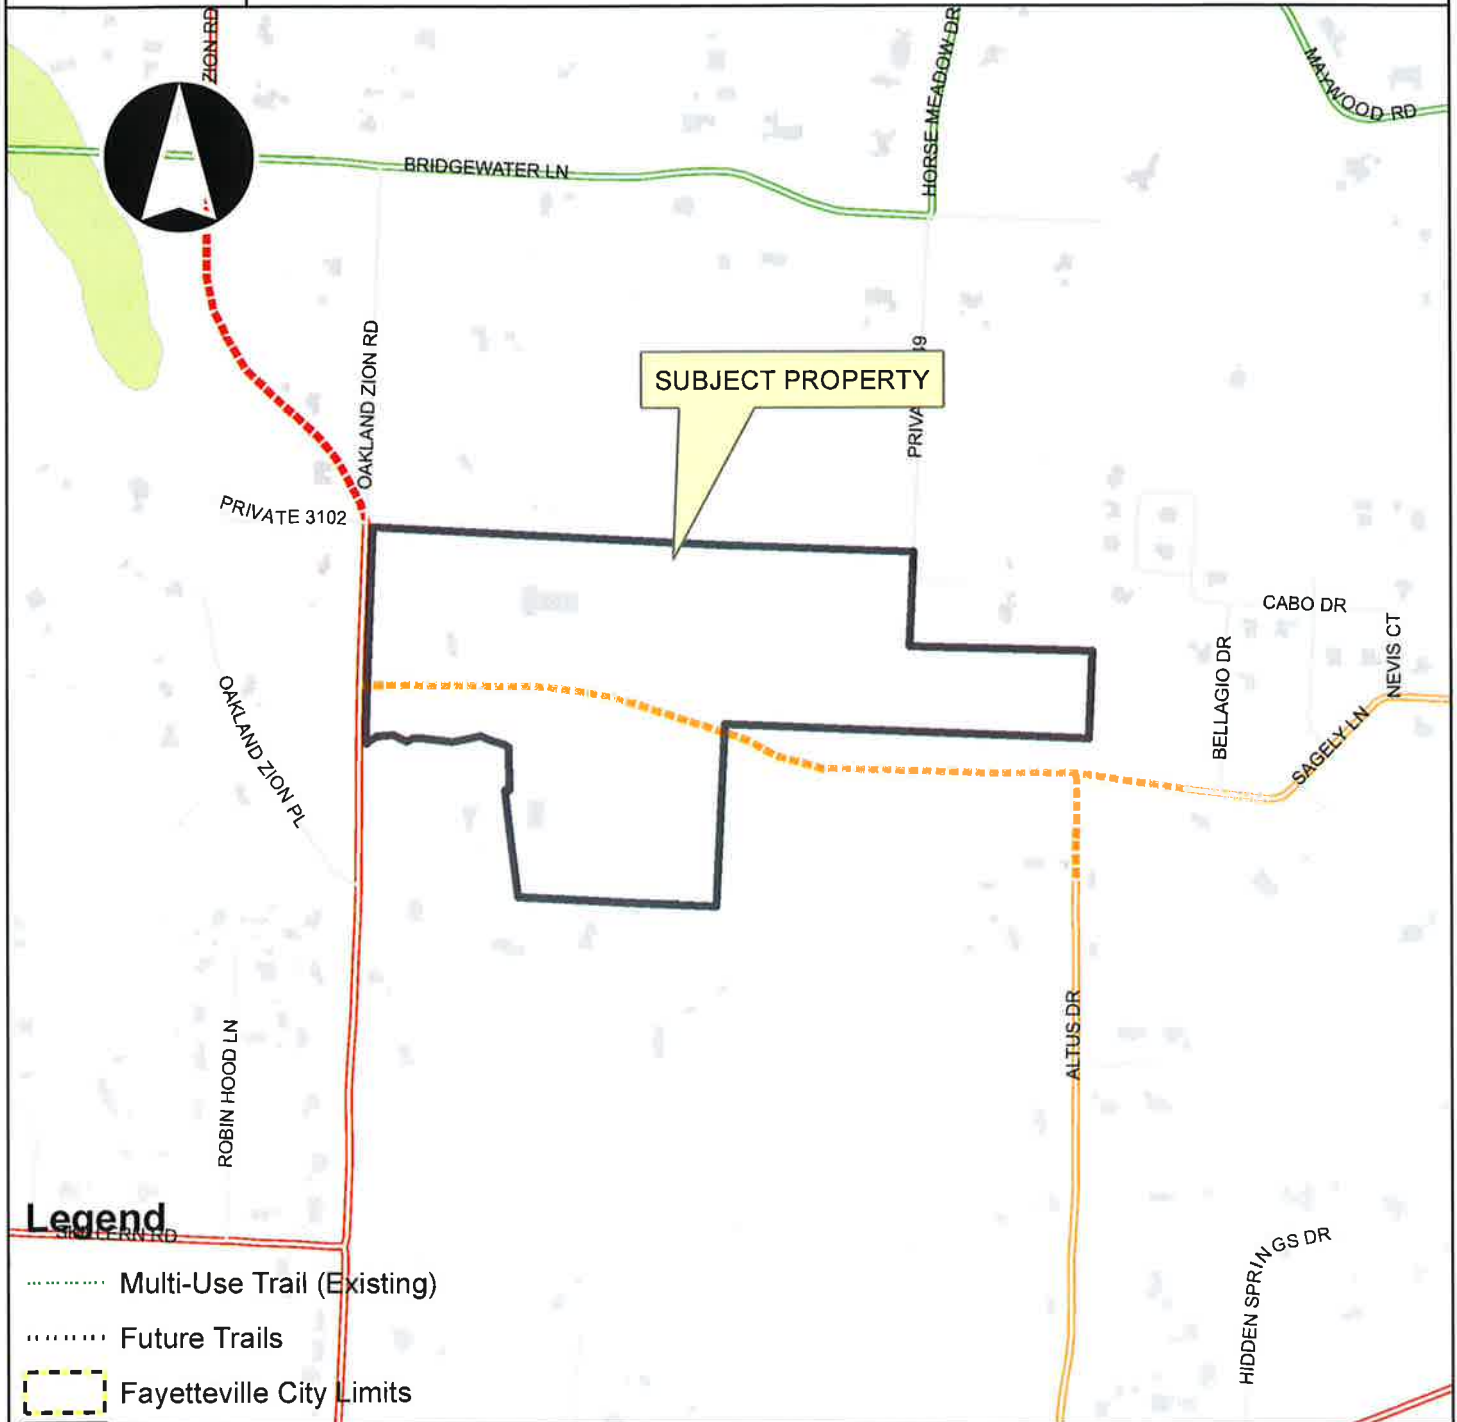 ZION RD
HORSE MEADOW DR
MAYWOOD RD
BRIDGEWATER LN
OAKLAND ZION RD
SUBJECT PROPERTY
PRIVATE 3102
CABO DR
NEVIS CT
BELLAGIO DR
SAGELY LN
OAKLAND ZION PL
ALTUS DR
ROBIN HOOD LN
Legend
SKILLERN RD
HIDDEN SPRINGS DR
Multi-Use Trail (Existing)
Future Trails
Fayetteville City Limits